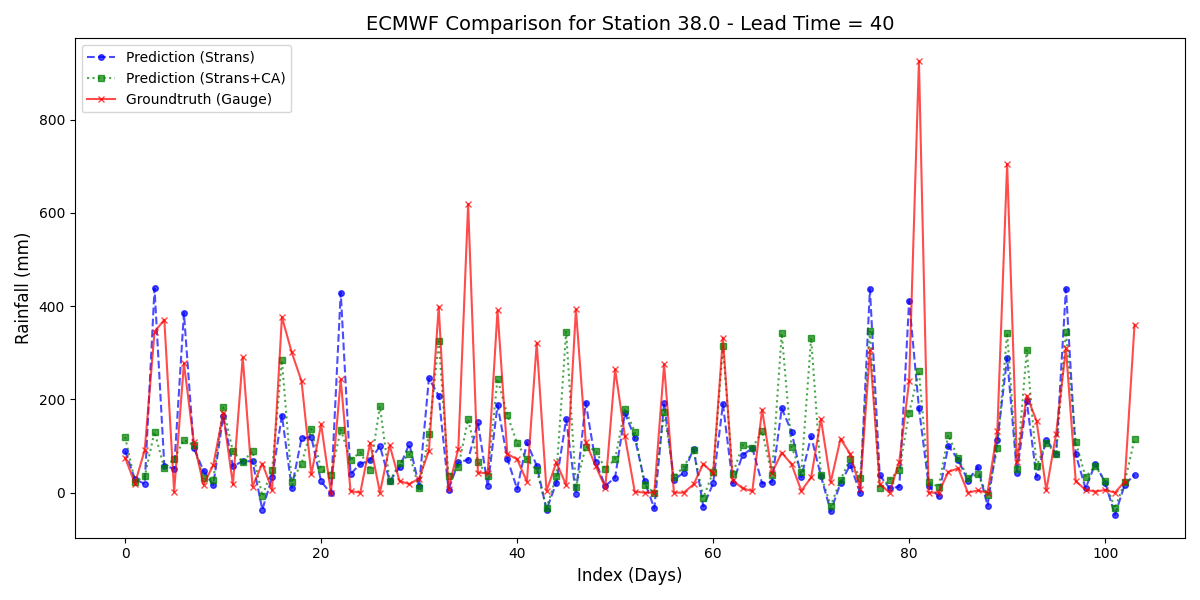 ECMWF Comparison for Station 38.0 - Lead Time = 40
Prediction (Strans)
Prediction (Strans+CA)
Groundtruth (Gauge)
Rainfall (mm)
800
600
400
200
0
0 20 40 60 80 100
Index (Days)